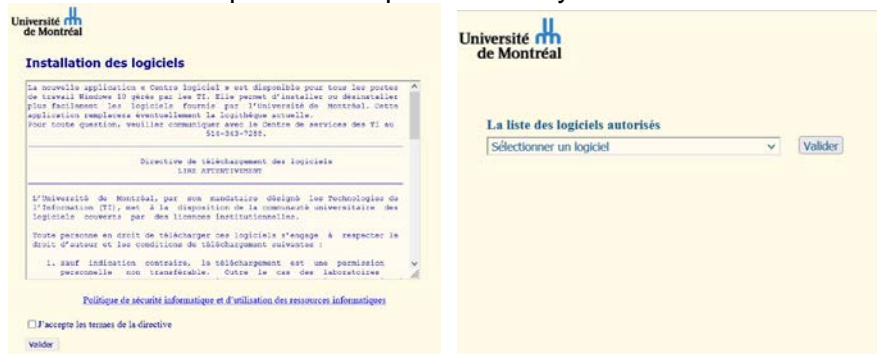 Université
de Montréal
Installation des logiciels
La nouvelle application « Centre logiciel » est disponible pour tous les postes
de travail Windows 10 gérés par les TI. Elle permet d'installer ou désinstaller
plus facilement les logiciels fournis par l'Université de Montréal. Cette
application remplacera éventuellement la logithèque actuelle.
Pour toute question, veuillez communiquer avec le Centre de services des TI au
514-343-7288.
Directive de téléchargement des logiciels
LIRE ATTENTIVEMENT
L'Université de Montréal, par son mandataire désigné les Technologies de
l'Information (TI), met à la disposition de la communauté universitaire des
logiciels couverts par des licences institutionnelles.
Toute personne en droit de télécharger ces logiciels s'engage à respecter le
droit d'auteur et les conditions de téléchargement suivantes :
1. sauf indication contraire, le téléchargement est une permission
personnelle non transférable. Outre le cas des laboratoires
Politique de sécurité informatique et d'utilisation des ressources informatiques
J'accepte les termes de la directive
Valider
Université
de Montréal
La liste des logiciels autorisés
Sélectionner un logiciel
Valider